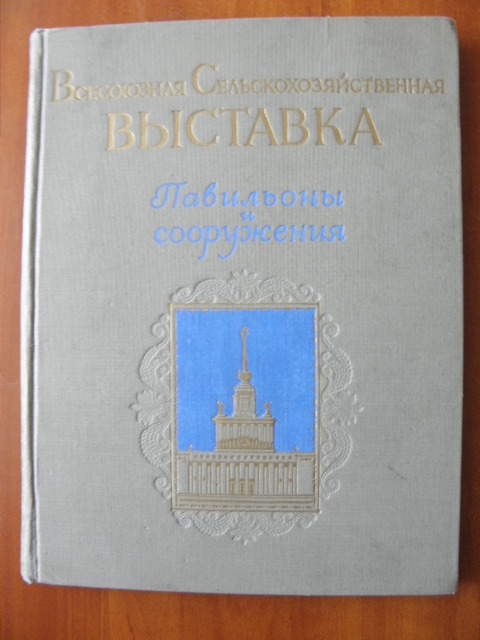 Всесоюзная Сельскохозяйственная
ВЫСТАВКА
Павильоны
и
сооружения